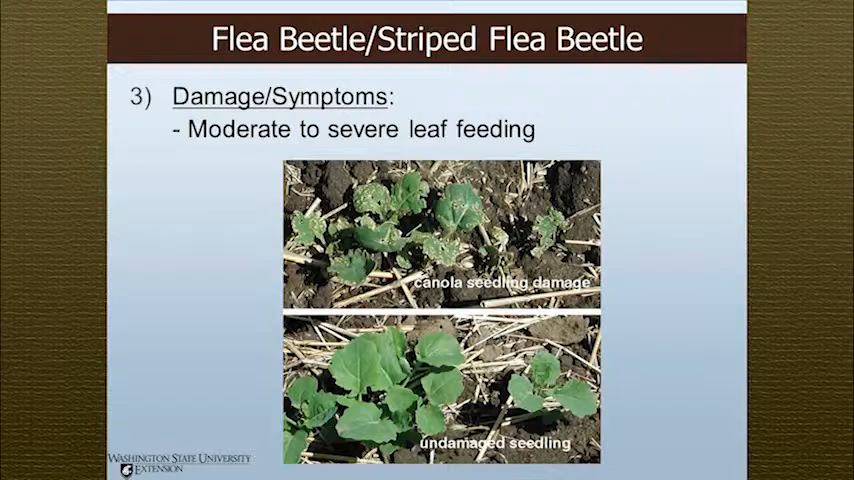 Flea Beetle/Striped Flea Beetle
3) Damage/Symptoms:
- Moderate to severe leaf feeding
canola seedling damage
undamaged seedling
WASHINGTON STATE UNIVERSITY
EXTENSION